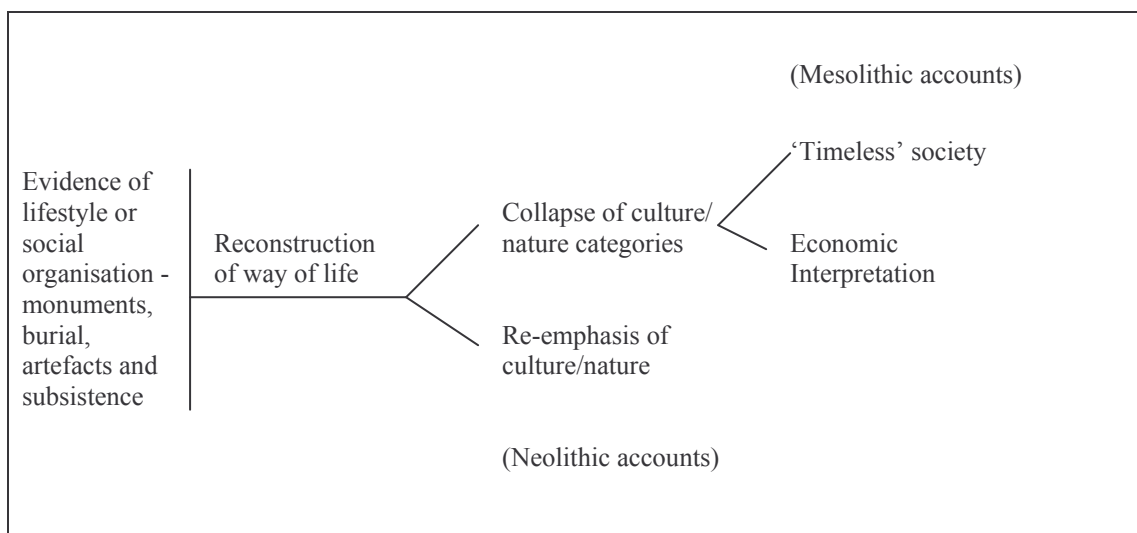 Evidence of
lifestyle or
social
organisation -
monuments,
burial,
artefacts and
subsistence
Reconstruction
of way of life
Collapse of culture/
nature categories
Re-emphasis of
culture/nature
(Neolithic accounts)
(Mesolithic accounts)
‘Timeless’ society
Economic
Interpretation